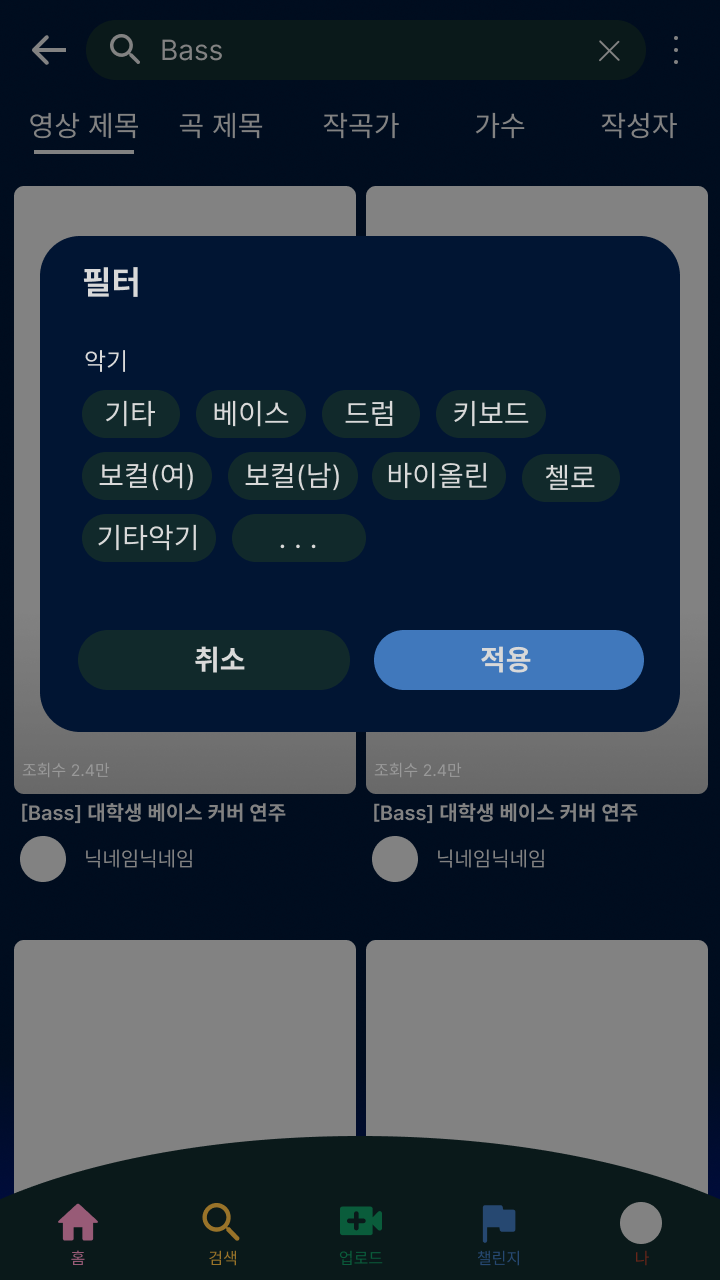 Bass
영상 제목 곡 제목 작곡가 가수 작성자
필터
악기
기타 베이스 드럼 키보드
보컬(여) 보컬(남) 바이올린 첼로
기타악기 . . .
취소 적용
조회수 2.4만 조회수 2.4만
[Bass] 대학생 베이스 커버 연주 [Bass] 대학생 베이스 커버 연주
닉네임닉네임 닉네임닉네임
홈 검색 업로드 챌린지 나